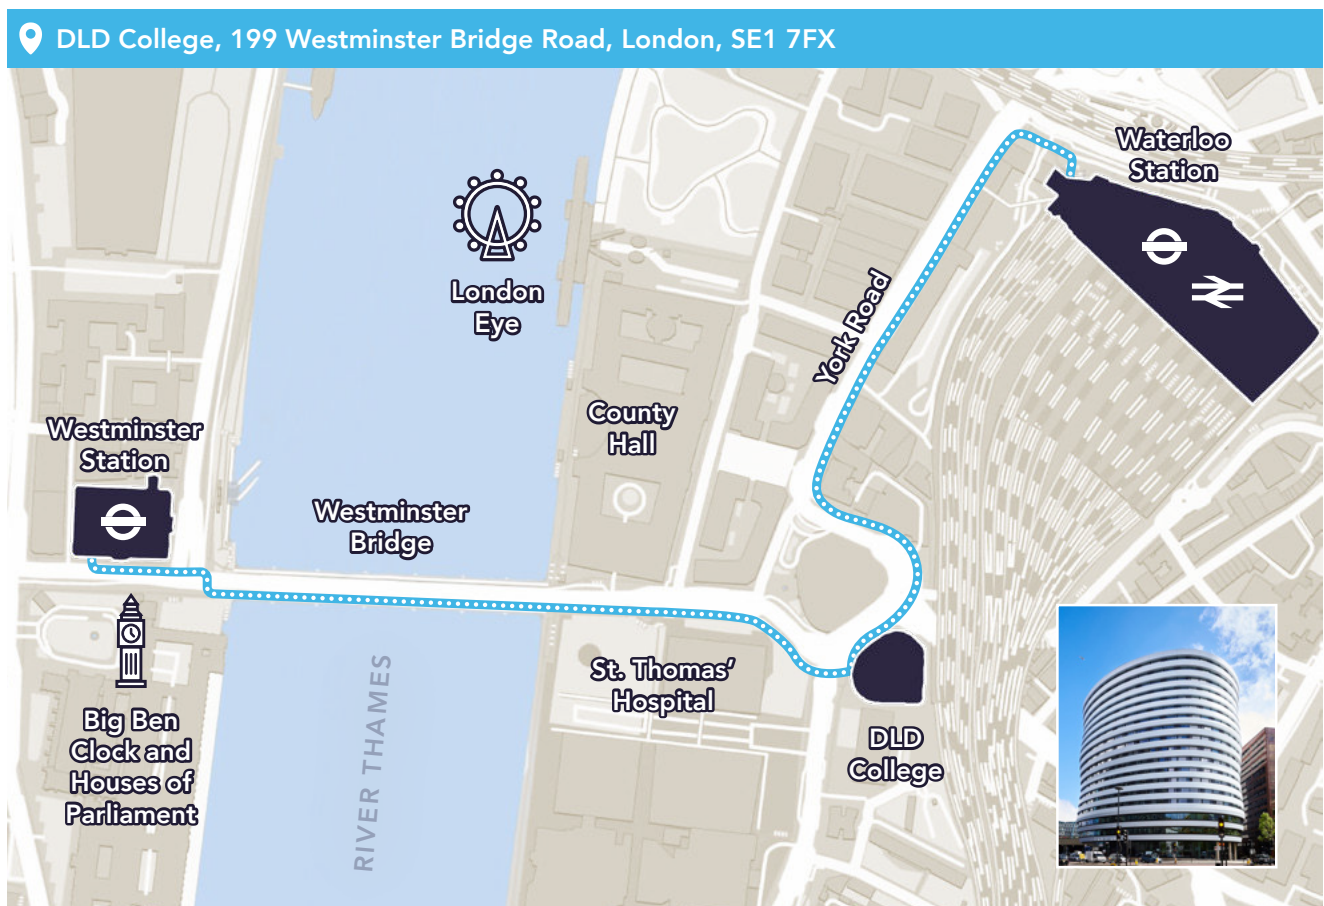 DLD College, 199 Westminster Bridge Road, London, SE1 7FX
Waterloo
Station
London
Eye
York Road
County
Hall
Westminster
Station
Westminster
Bridge
St. Thomas'
Hospital
Big Ben
Clock and
Houses of
Parliament
RIVER THAMES
DLD
College